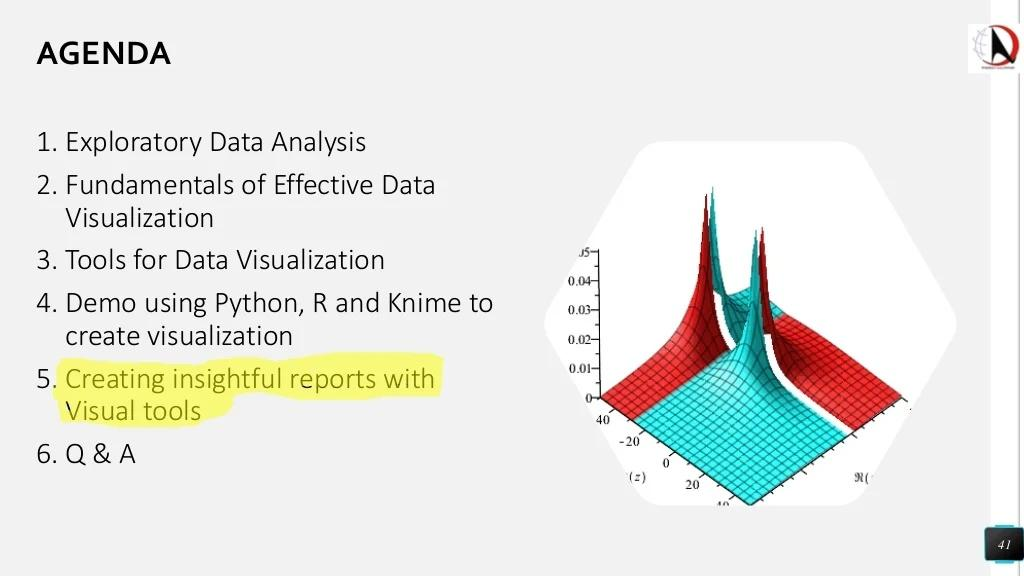 AGENDA
1. Exploratory Data Analysis
2. Fundamentals of Effective Data
Visualization
3. Tools for Data Visualization
4. Demo using Python, R and Knime to
create visualization
5. Creating insightful reports with
Visual tools
6. Q & A
0.04
0.03
0.02
0.01
0
40
-20
0
20
40
(z)
ℜ(
41